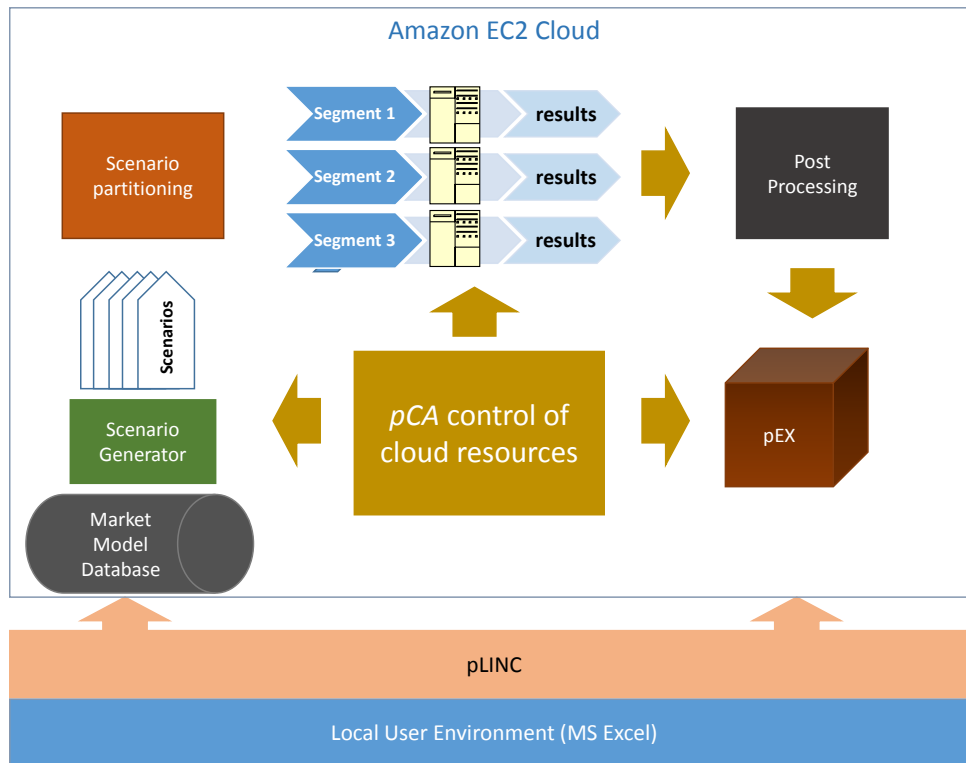 Amazon EC2 Cloud
Scenario
partitioning
Segment 1
results
Segment 2
results
Segment 3
results
Post
Processing
Scenarios
Scenario
Generator
pCA control of
cloud resources
pEX
Market
Model
Database
pLINC
Local User Environment (MS Excel)